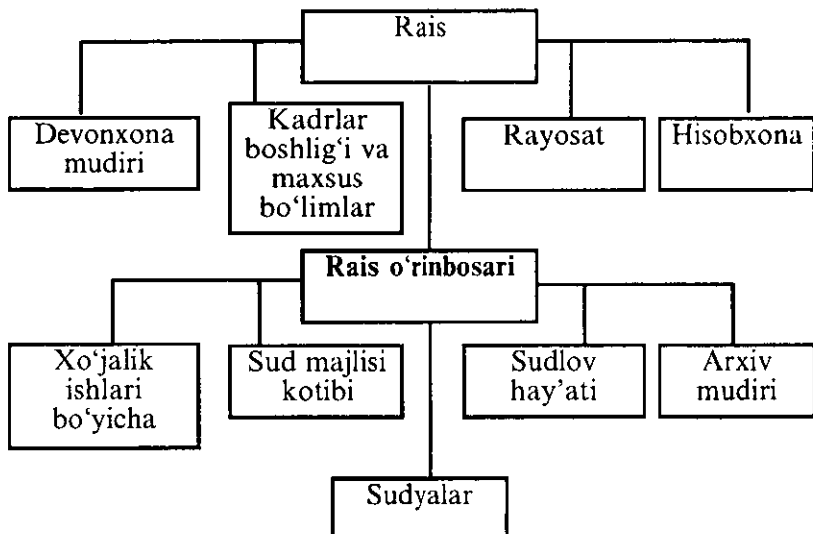 Rais
Devonxona
mudiri
Kadrlar
boshlig‘i va
maxsus
bo‘limlar
Rayosat
Hisobxona
Rais o‘rinbosari
Xo‘jalik
ishlari
bo‘yicha
Sud majlisi
kotibi
Sudlov
hay’ati
Arxiv
mudiri
Sudyalar